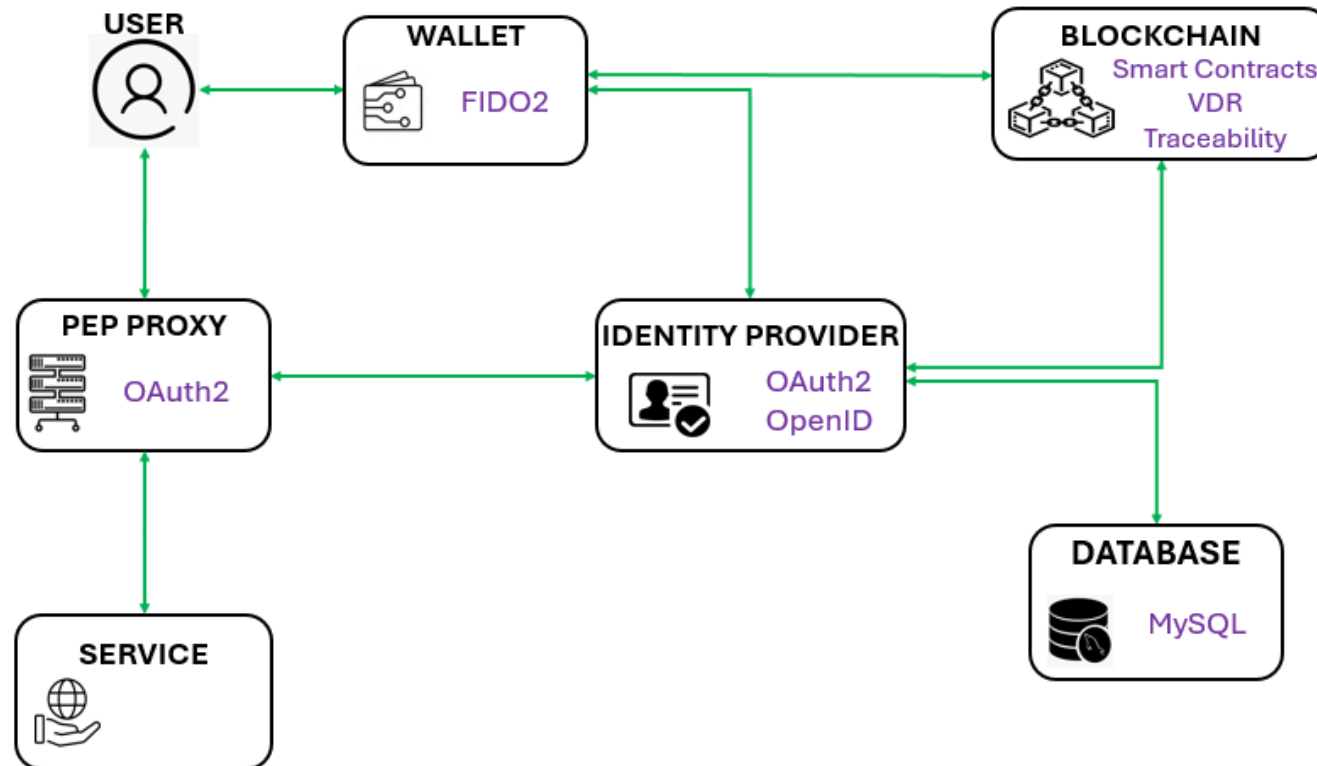 USER
WALLET
FIDO2
BLOCKCHAIN
Smart Contracts
VDR
Traceability
PEP PROXY
OAuth2
IDENTITY PROVIDER
OAuth2
OpenID
DATABASE
MySQL
SERVICE